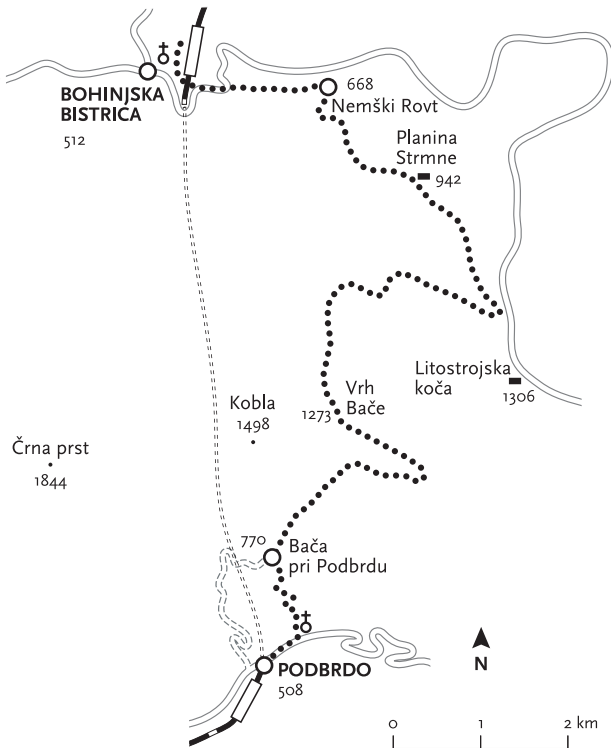 668
Nemški Rovt
BOHINJSKA
BISTRICA
512
Planina
Strmne
942
Litostrojska
koča
1306
Vrh
Bače
1273
Kobla
1498
Črna prst
1844
770
Bača
pri Podbrdu
PODBRDO
508
N
0 1 2 km